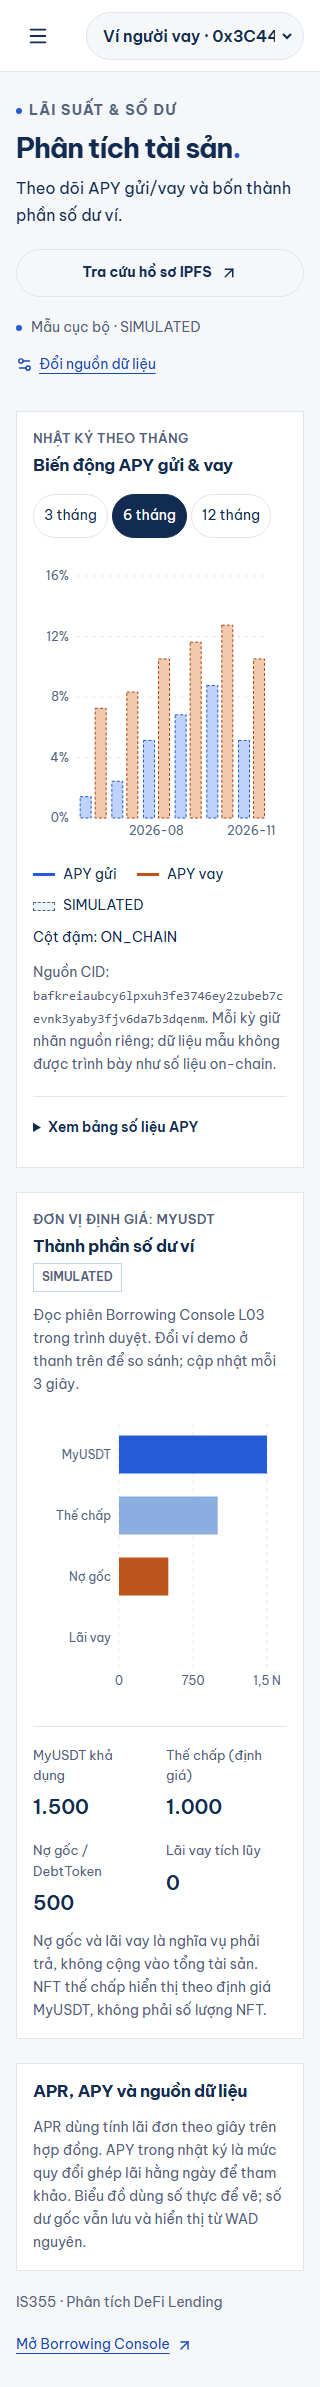 Ví người vay · 0x3C44
LÃI SUẤT & SỐ DƯ
Phân tích tài sản.
Theo dõi APY gửi/vay và bốn thành
phần số dư ví.
Tra cứu hồ sơ IPFS
Mẫu cục bộ · SIMULATED
Đổi nguồn dữ liệu
NHẬT KÝ THEO THÁNG
Biến động APY gửi & vay
3 tháng 6 tháng 12 tháng
16%
12%
8%
4%
0%
2026-08 2026-11
APY gửi APY vay
SIMULATED
Cột đậm: ON_CHAIN
Nguồn CID:
bafkreiaubcy6lpxuh3fe3746ey2zubeb7c
evnk3yaby3fjv6da7b3dqenm. Mỗi kỳ giữ
nhãn nguồn riêng; dữ liệu mẫu không
được trình bày như số liệu on-chain.
Xem bảng số liệu APY
ĐƠN VỊ ĐỊNH GIÁ: MYUSDT
Thành phần số dư ví
SIMULATED
Đọc phiên Borrowing Console L03
trong trình duyệt. Đổi ví demo ở
thanh trên để so sánh; cập nhật mỗi
3 giây.
MyUSDT
Thế chấp
Nợ gốc
Lãi vay
0 750 1,5 N
MyUSDT khả
dụng
1.500
Thế chấp (định
giá)
1.000
Nợ gốc /
DebtToken
500
Lãi vay tích lũy
0
Nợ gốc và lãi vay là nghĩa vụ phải
trả, không cộng vào tổng tài sản.
NFT thế chấp hiển thị theo định giá
MyUSDT, không phải số lượng NFT.
APR, APY và nguồn dữ liệu
APR dùng tính lãi đơn theo giây trên
hợp đồng. APY trong nhật ký là mức
quy đổi ghép lãi hằng ngày để tham
khảo. Biểu đồ dùng số thực để vẽ; số
dư gốc vẫn lưu và hiển thị từ WAD
nguyên.
IS355 · Phân tích DeFi Lending
Mở Borrowing Console